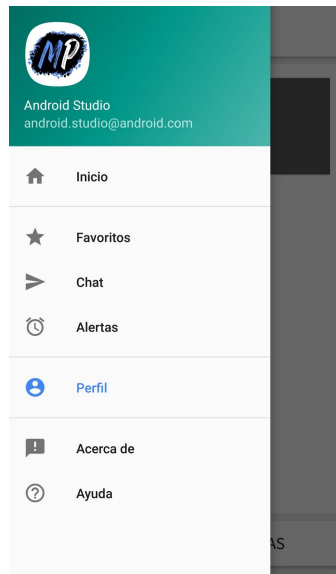 MP
Android Studio
android.studio@android.com
Inicio
Favoritos
Chat
Alertas
Perfil
Acerca de
Ayuda
AS